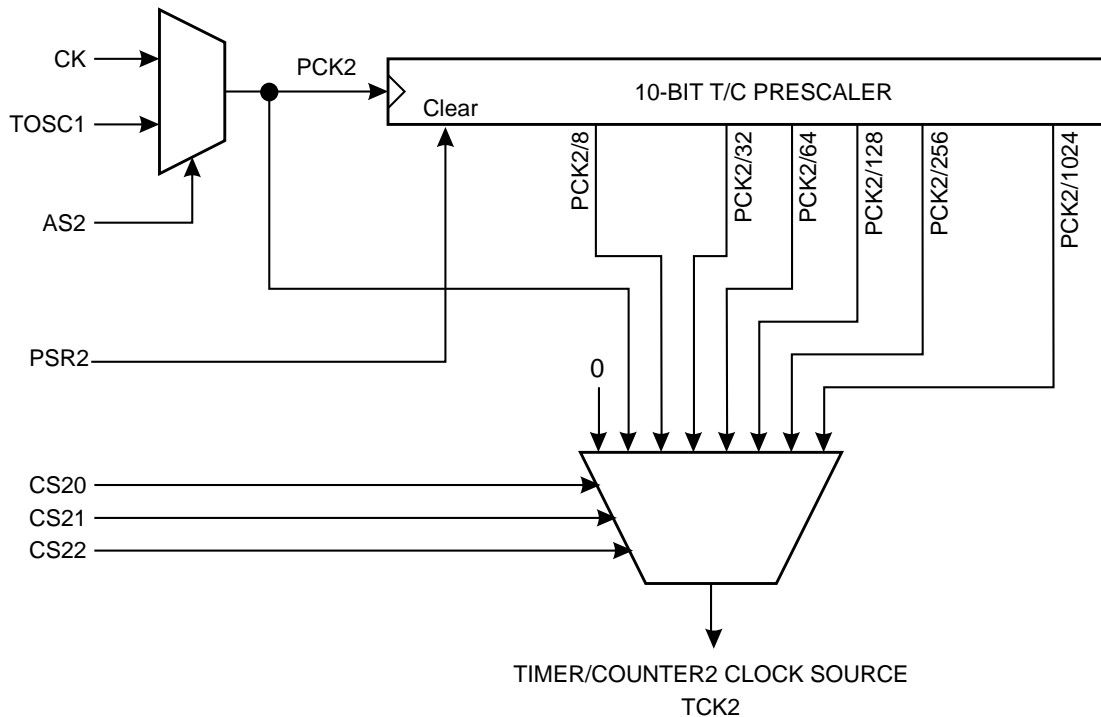 CK
PCK2
10-BIT T/C PRESCALER
Clear
TOSC1
PCK2/8
PCK2/32
PCK2/64
PCK2/128
PCK2/256
PCK2/1024
AS2
PSR2
0
CS20
CS21
CS22
TIMER/COUNTER2 CLOCK SOURCE
TCK2